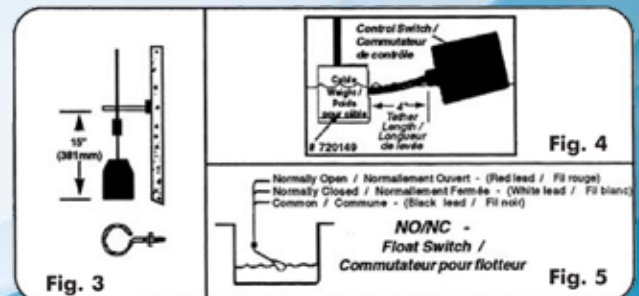 15"
(381mm)
Fig. 3
Control Switch /
Commutateur
de contrôle
Cable
Weight /
Poids
pour câble
4"
Tether
Length /
Longueur
de levée
# 720149
Fig. 4
Normally Open / Normallement Ouvert - (Red lead / Fil rouge)
Normally Closed / Normallement Fermée - (White lead / Fil blanc)
Common / Commune - (Black lead / Fil noir)
NO/NC -
Float Switch /
Commutateur pour flotteur
Fig. 5